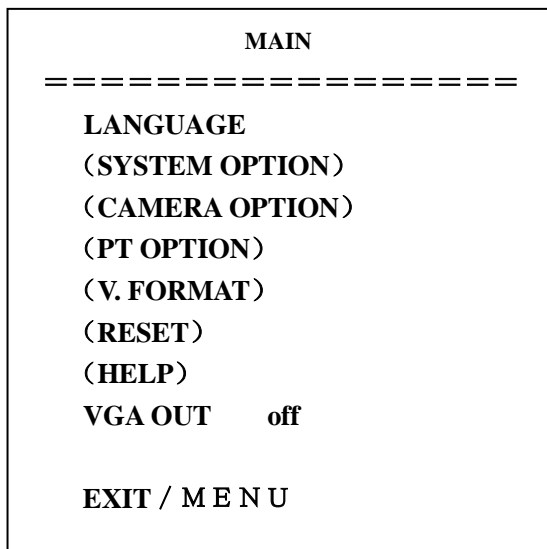 MAIN
=================
LANGUAGE
（SYSTEM OPTION）
（CAMERA OPTION）
（PT OPTION）
（V. FORMAT）
（RESET）
（HELP）
VGA OUT off
EXIT / ＭＥＮＵ